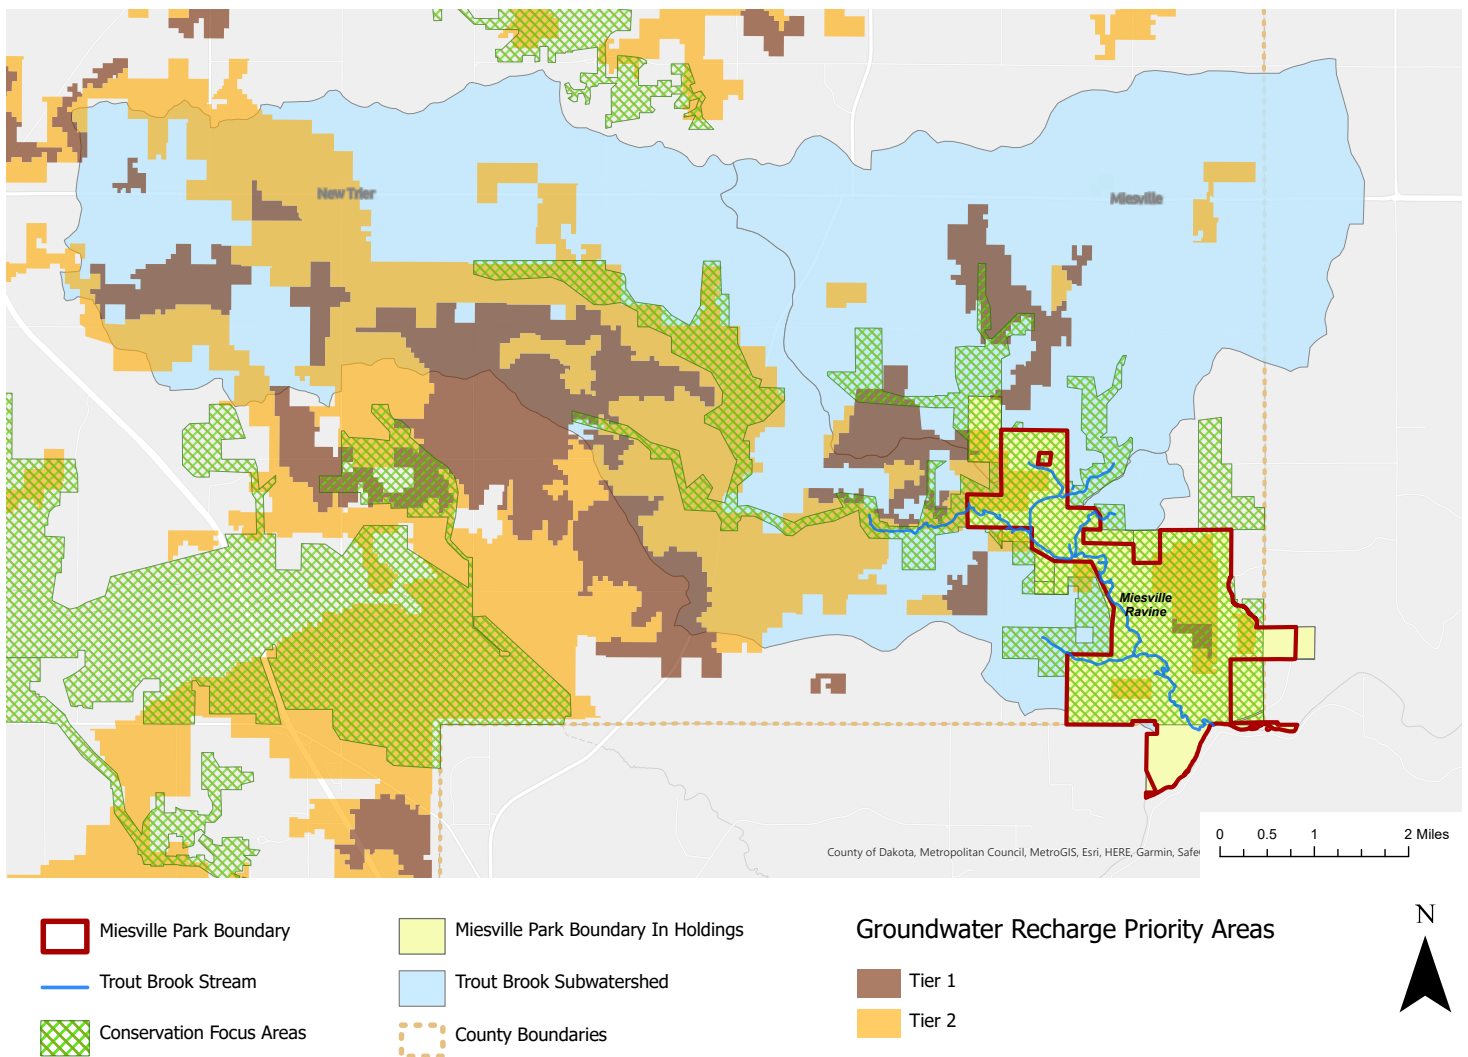 New Trier
Miesville
Miesville
Ravine
0 0.5 1 2 Miles
County of Dakota, Metropolitan Council, MetroGIS, Esri, HERE, Garmin, Safe
N
Miesville Park Boundary
Trout Brook Stream
Conservation Focus Areas
Miesville Park Boundary In Holdings
Trout Brook Subwatershed
County Boundaries
Groundwater Recharge Priority Areas
Tier 1
Tier 2